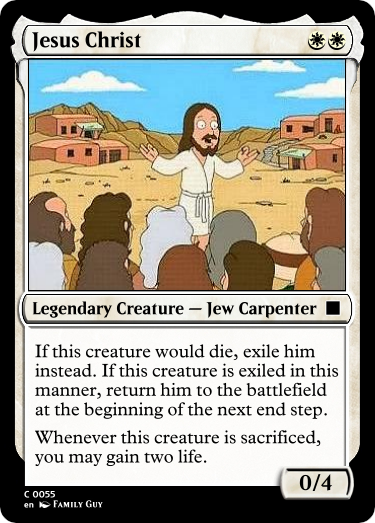 Jesus Christ
Legendary Creature — Jew Carpenter
If this creature would die, exile him
instead. If this creature is exiled in this
manner, return him to the battlefield
at the beginning of the next end step.
Whenever this creature is sacrificed,
you may gain two life.
0/4
C 0055
en Family Guy